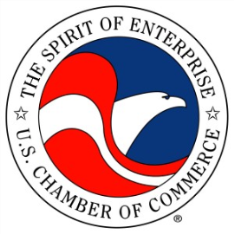 THE SPIRIT OF ENTERPRISE
U.S. CHAMBER OF COMMERCE
®